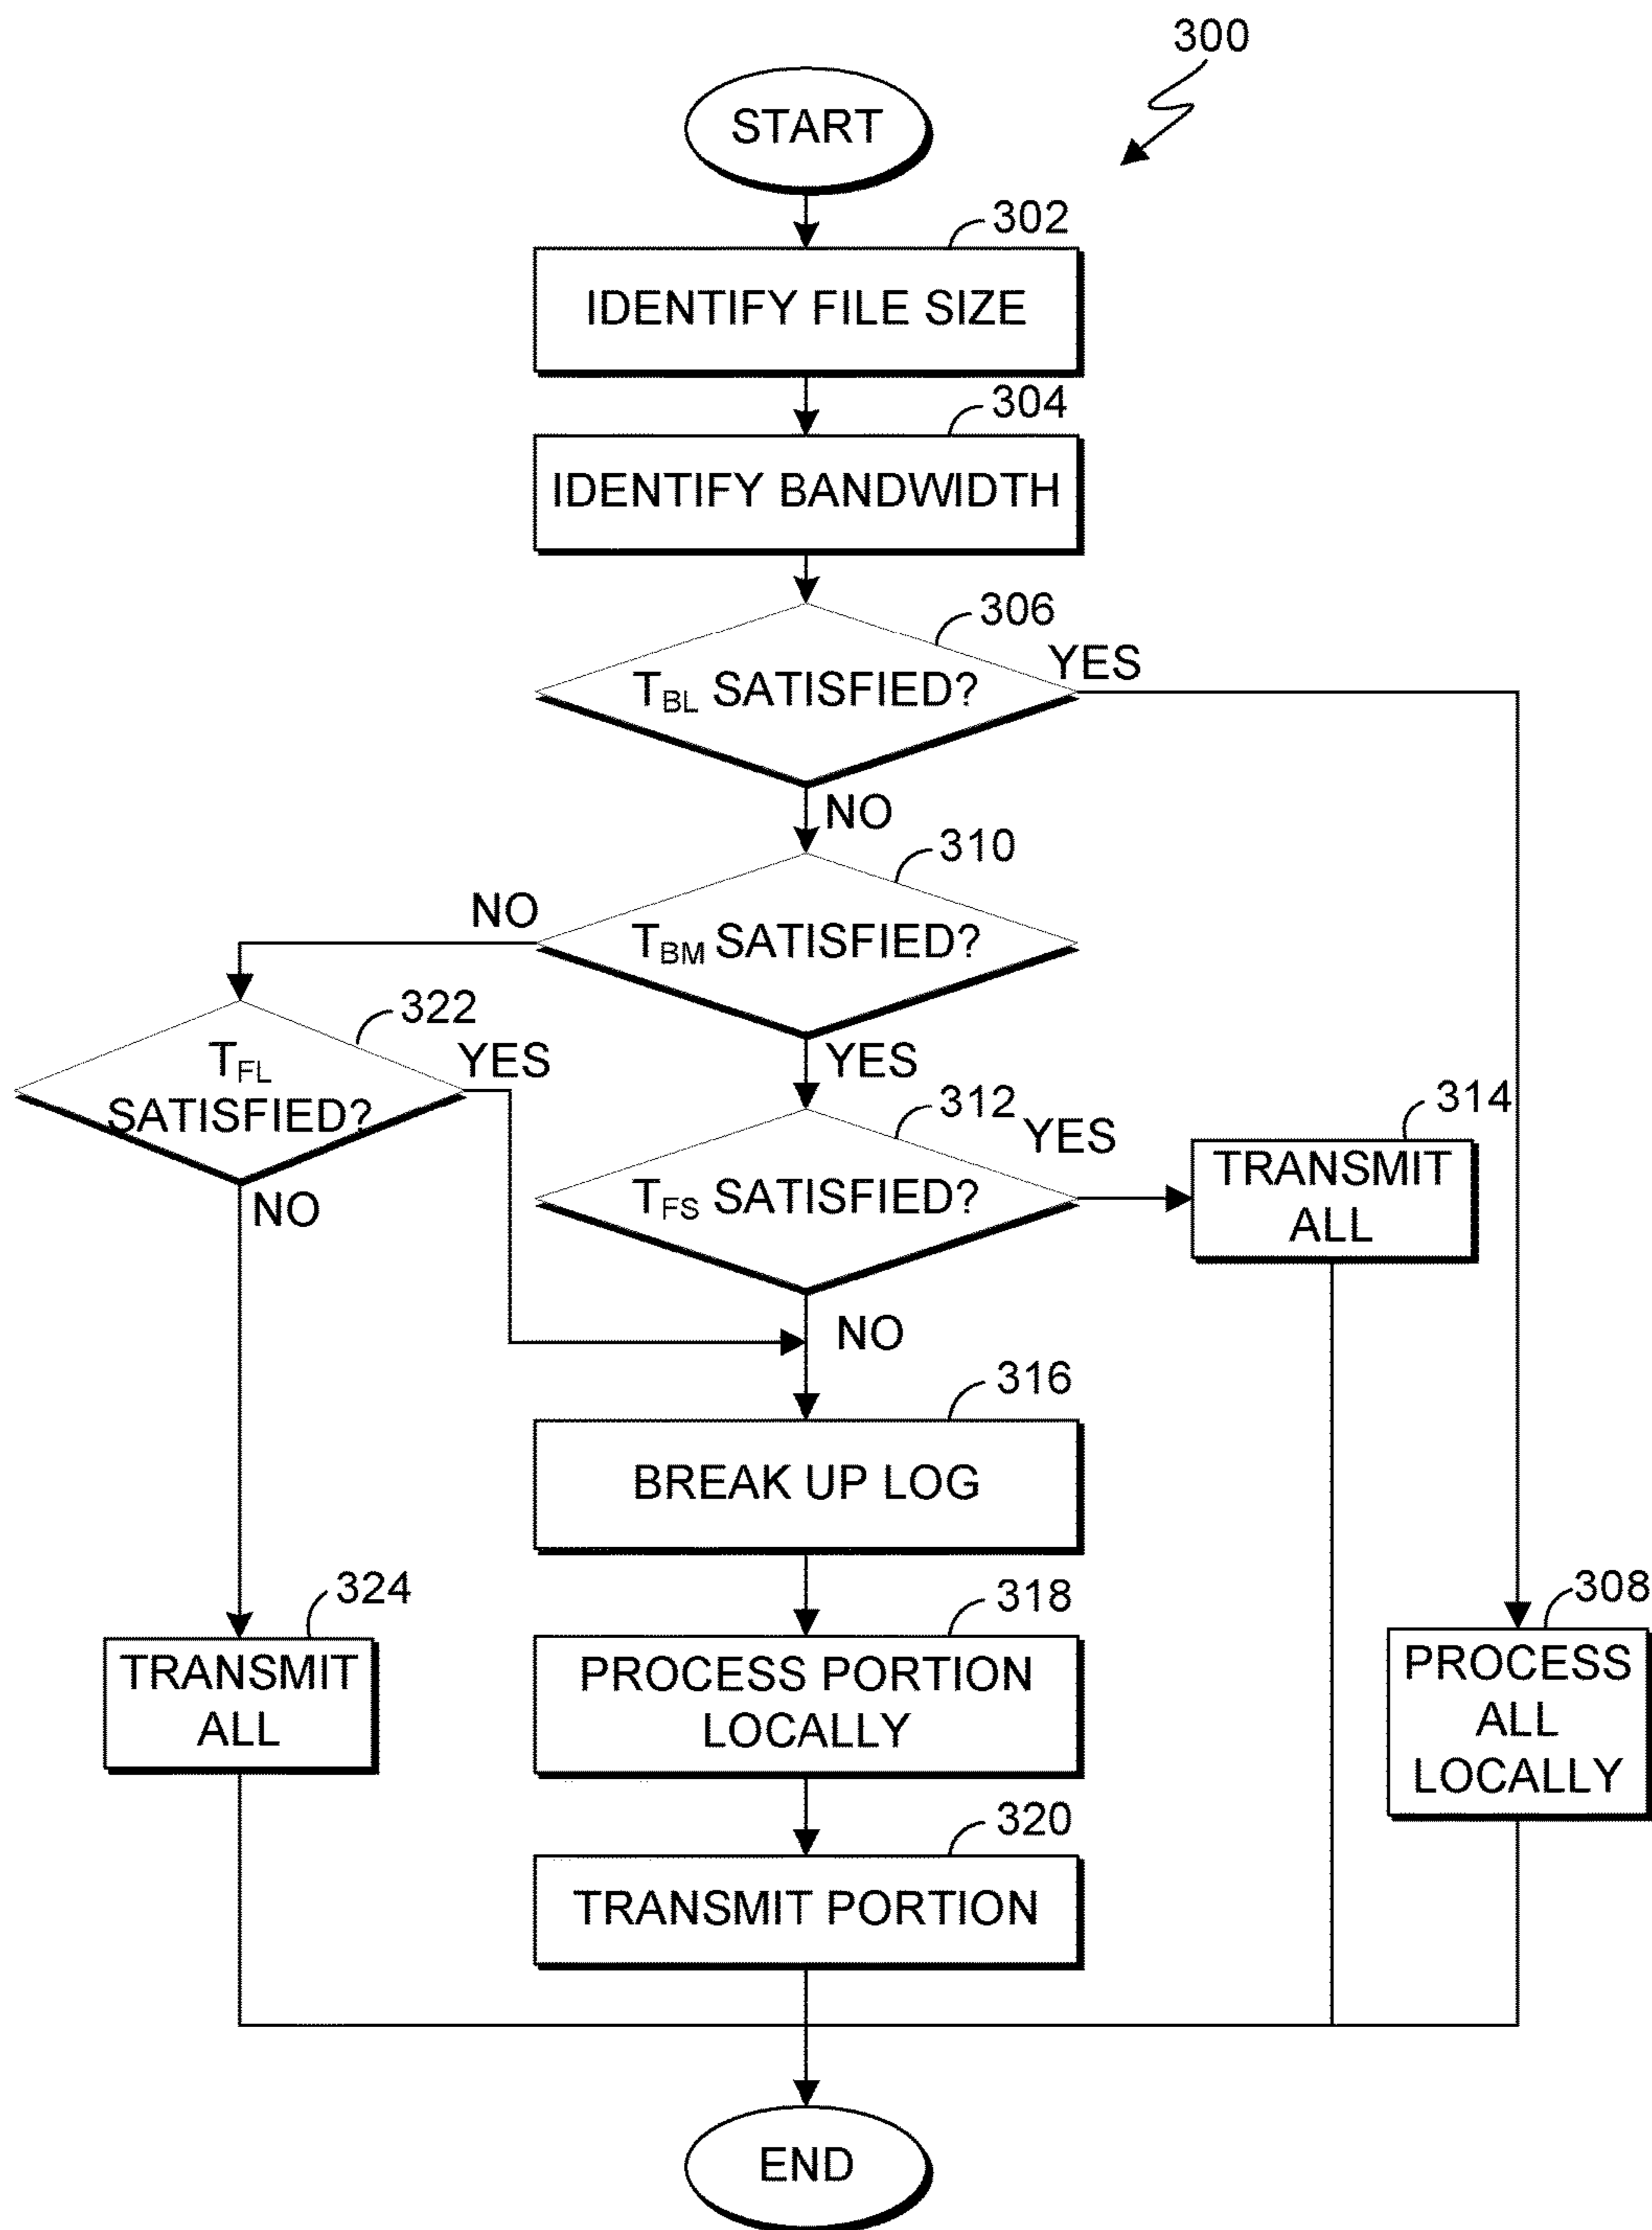 300
START
302
IDENTIFY FILE SIZE
304
IDENTIFY BANDWIDTH
306
YES
TBL SATISFIED?
NO
310
NO
TBM SATISFIED?
322
TFL
SATISFIED?
YES
YES
312
YES
314
TRANSMIT
ALL
TFS SATISFIED?
NO
NO
316
BREAK UP LOG
324
TRANSMIT
ALL
318
PROCESS PORTION
LOCALLY
308
PROCESS
ALL
LOCALLY
320
TRANSMIT PORTION
END